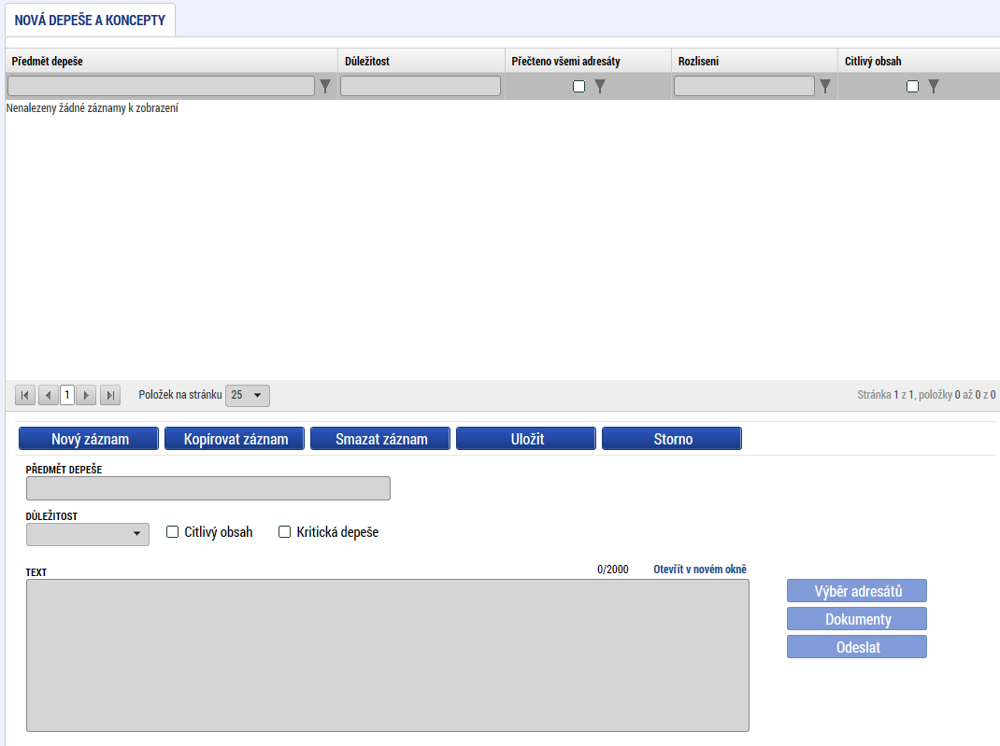 NOVÁ DEPEŠE A KONCEPTY
Předmět depeše Důležitost Přečteno všemi adresáty Rozliseni Citlivý obsah
Nenalezeny žádné záznamy k zobrazení
1 Položek na stránku 25 Stránka 1 z 1, položky 0 až 0 z 0
Nový záznam Kopírovat záznam Smazat záznam Uložit Storno
PŘEDMĚT DEPEŠE
DŮLEŽITOST
Citlivý obsah Kritická depeše
TEXT 0/2000 Otevřít v novém okně
Výběr adresátů
Dokumenty
Odeslat